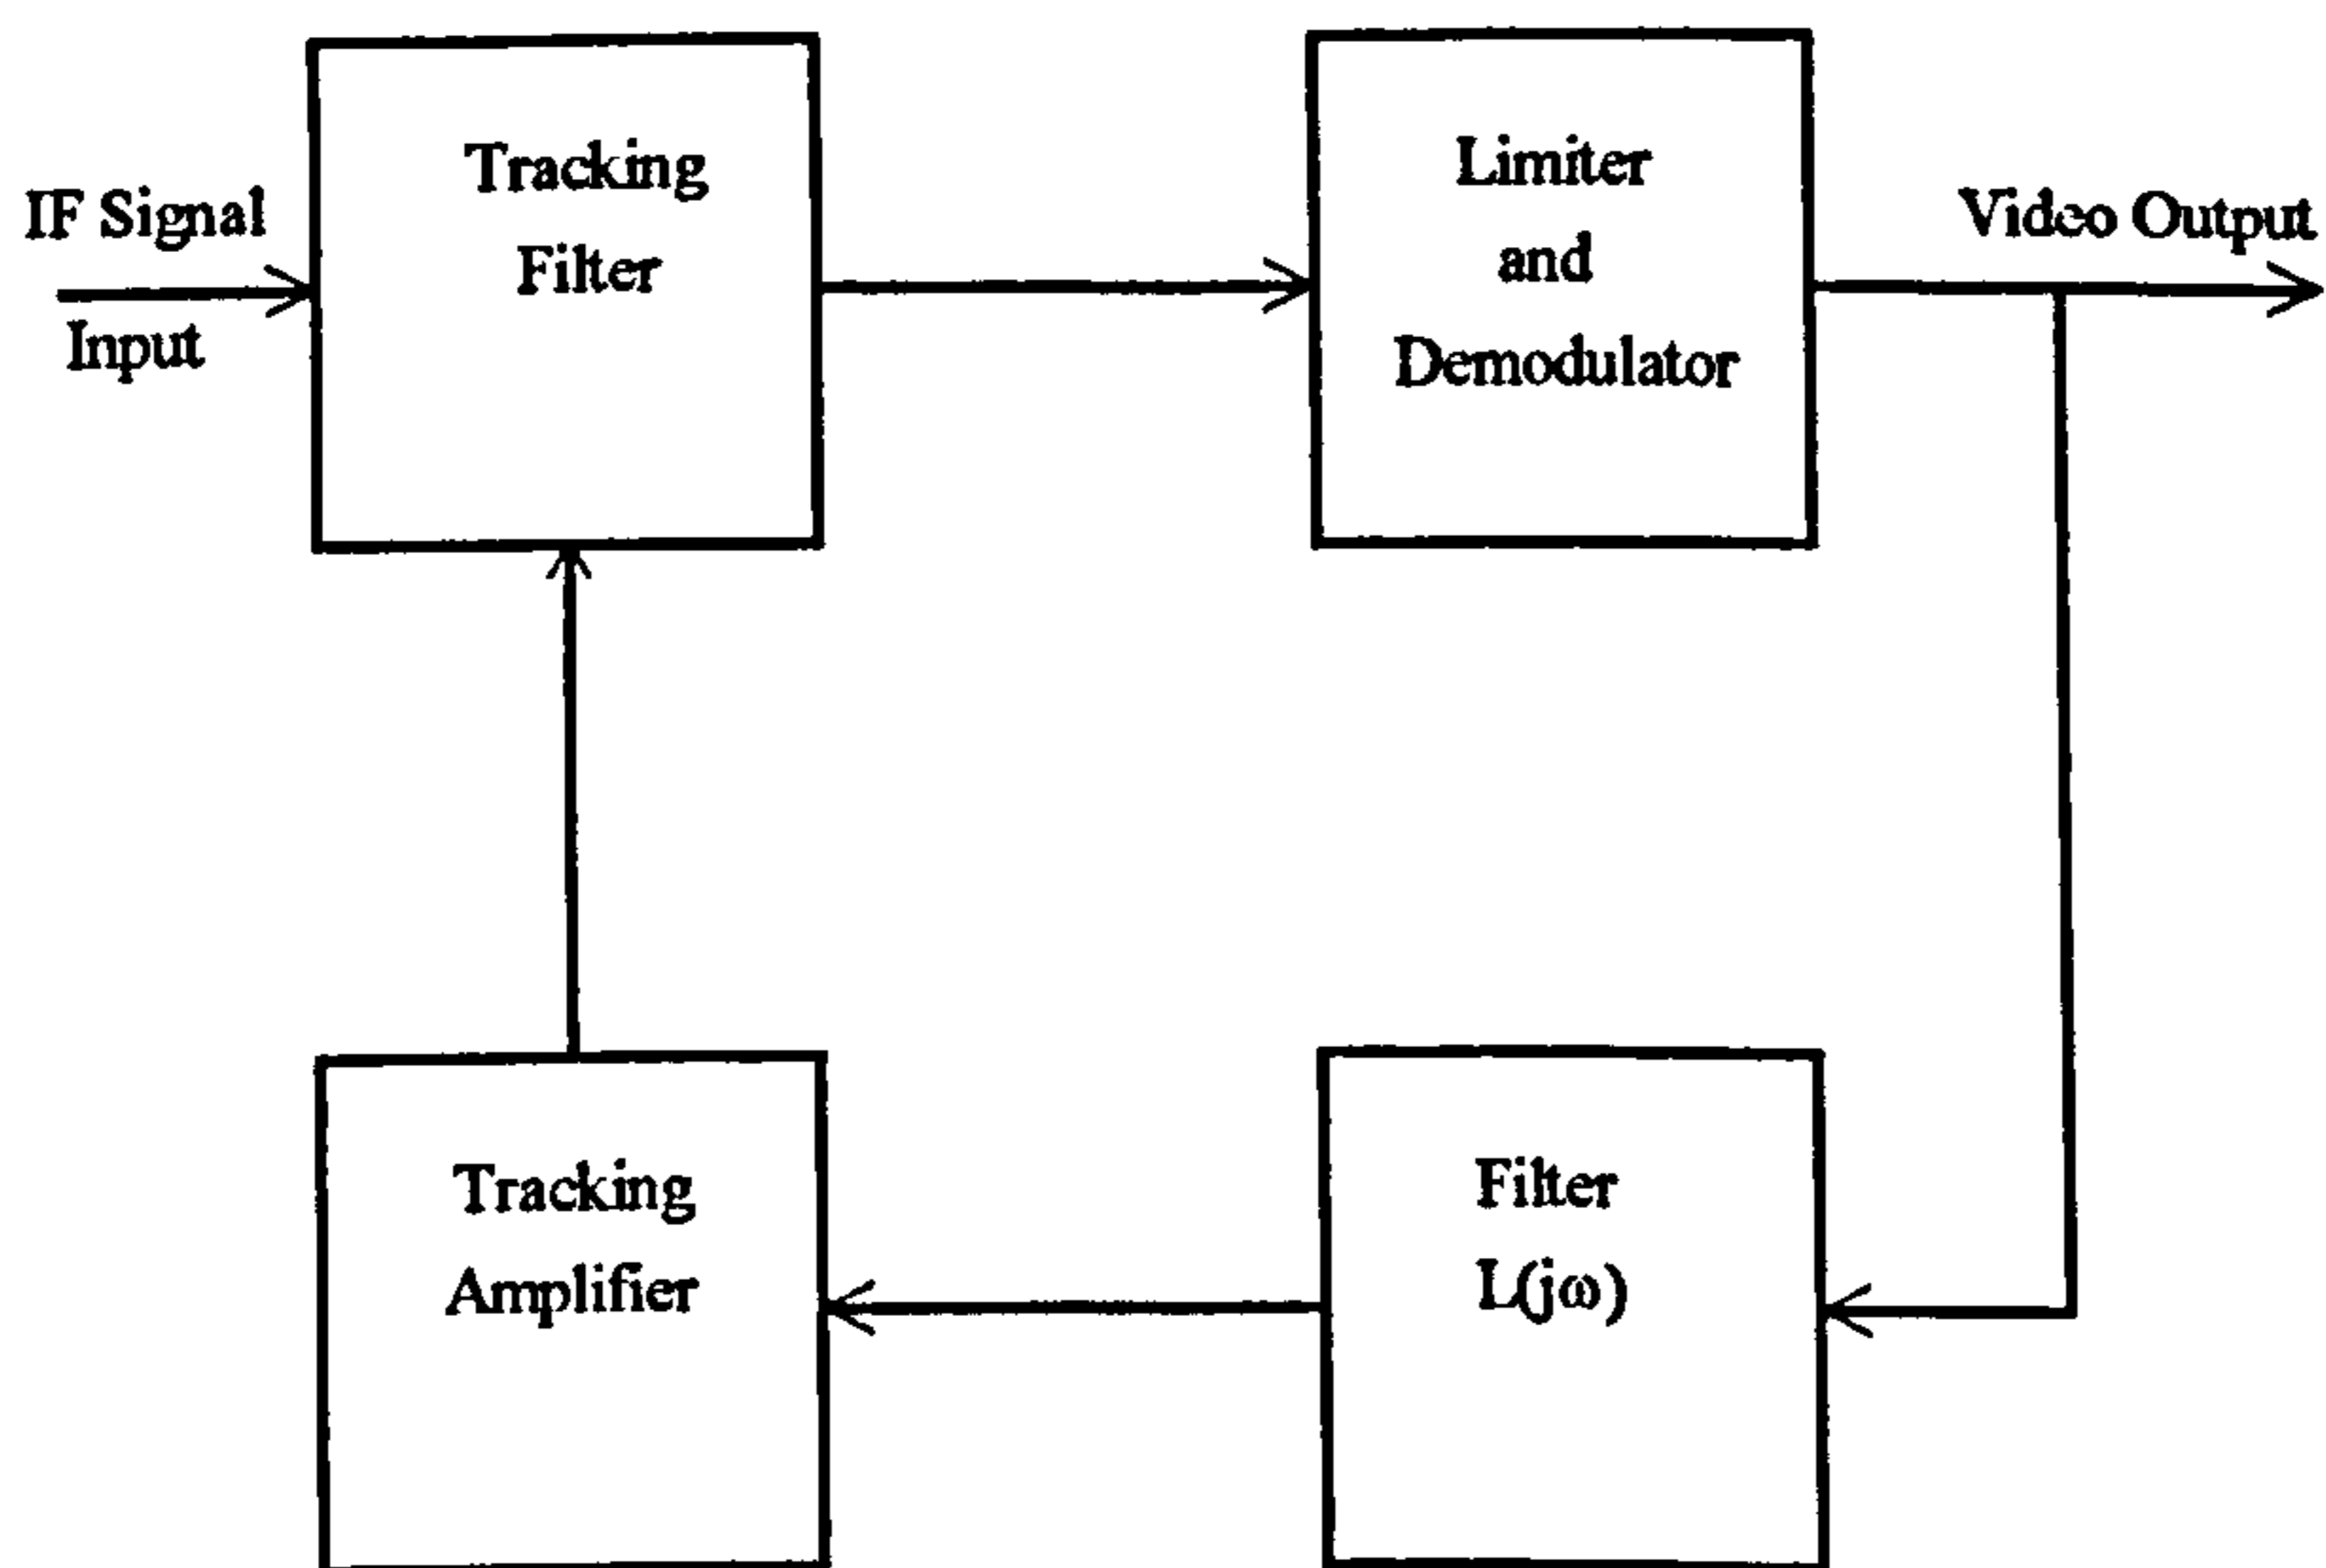 IF Signal
Input
Tracking
Filter
Limiter
and
Demodulator
Video Output
Tracking
Amplifier
Filter
L(jω)